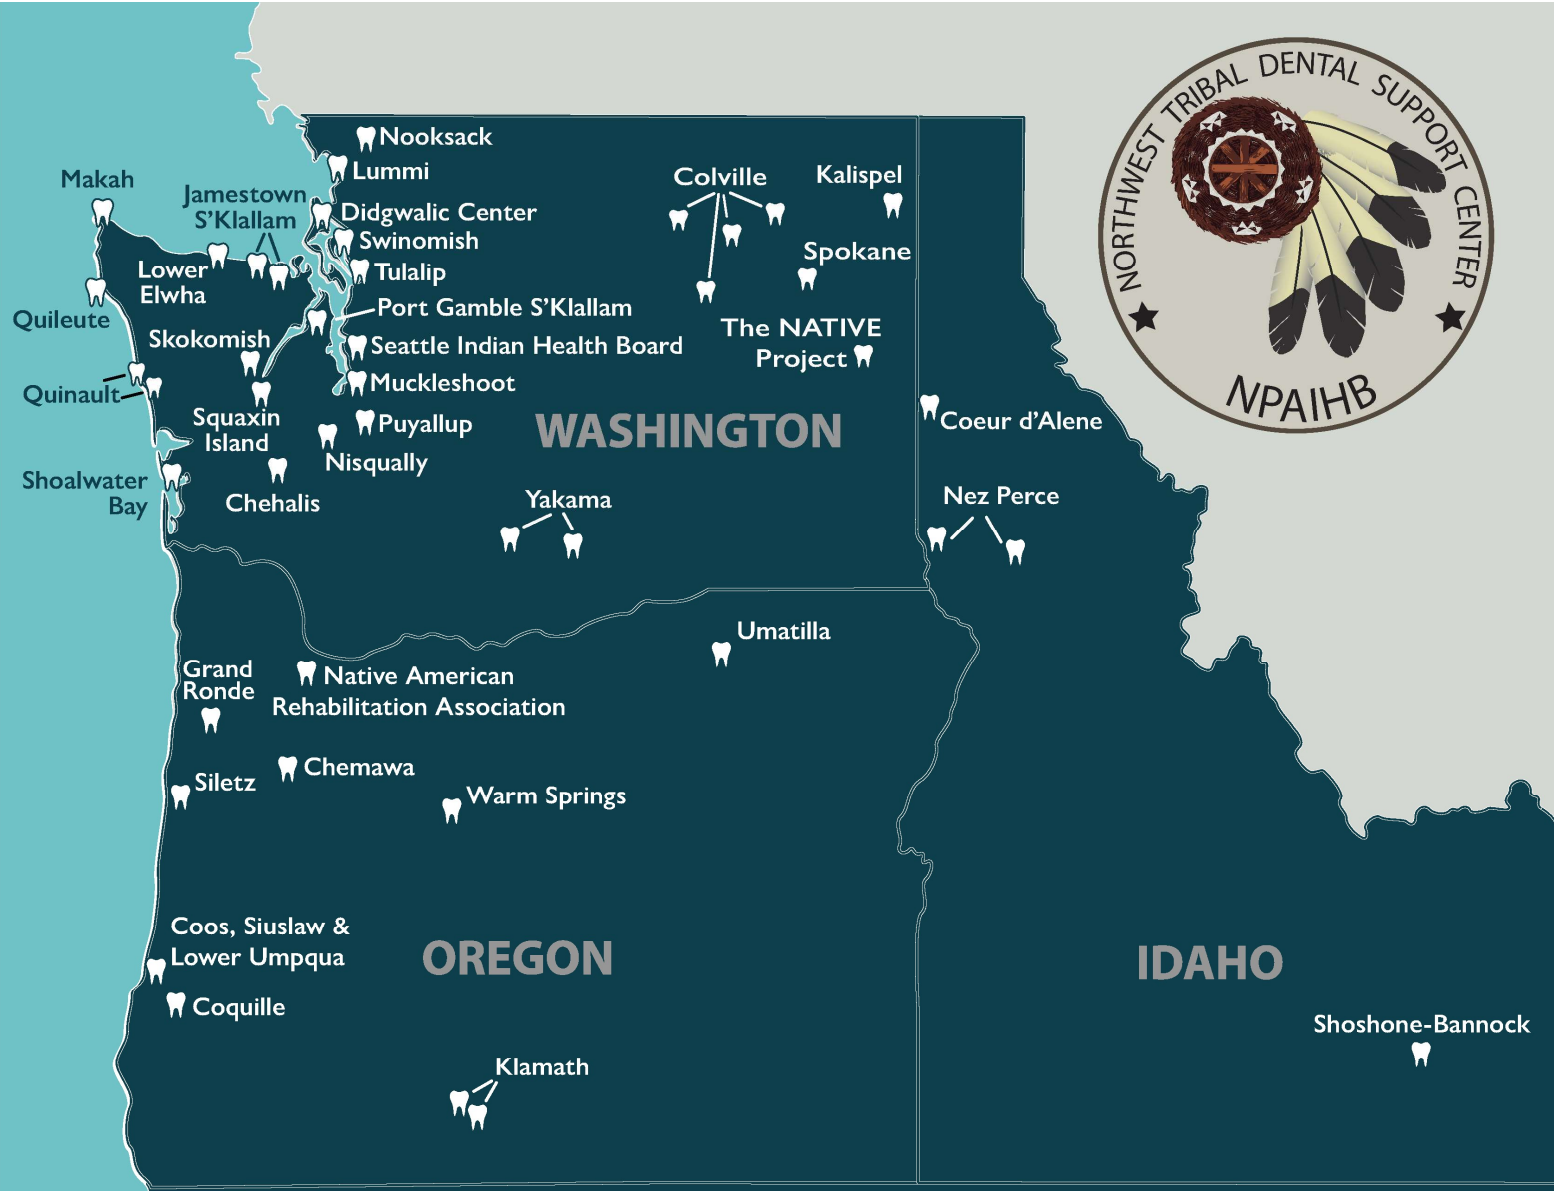 NORTHWEST TRIBAL DENTAL SUPPORT CENTER
NPAIHB
Nooksack
Lummi
Makah
Jamestown
S'Klallam
Didgwalic Center
Swinomish
Tulalip
Lower
Elwha
Quileute
Port Gamble S'Klallam
Skokomish
Seattle Indian Health Board
Muckleshoot
Quinault
Squaxin
Island
Puyallup
Nisqually
Shoalwater
Bay
Chehalis
Colville
Kalispel
Spokane
The NATIVE
Project
WASHINGTON
Yakama
Coeur d'Alene
Nez Perce
Umatilla
Grand
Ronde
Native American
Rehabilitation Association
Chemawa
Siletz
Warm Springs
Coos, Siuslaw &
Lower Umpqua
Coquille
OREGON
Klamath
IDAHO
Shoshone-Bannock